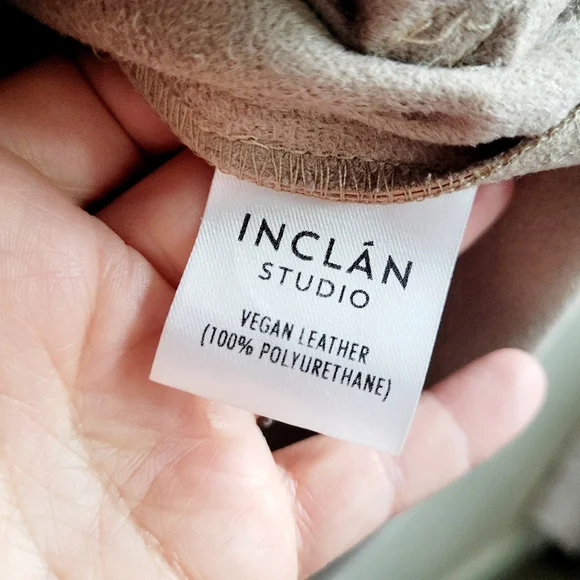 INCLÁN
STUDIO
VEGAN LEATHER
(100% POLYURETHANE)